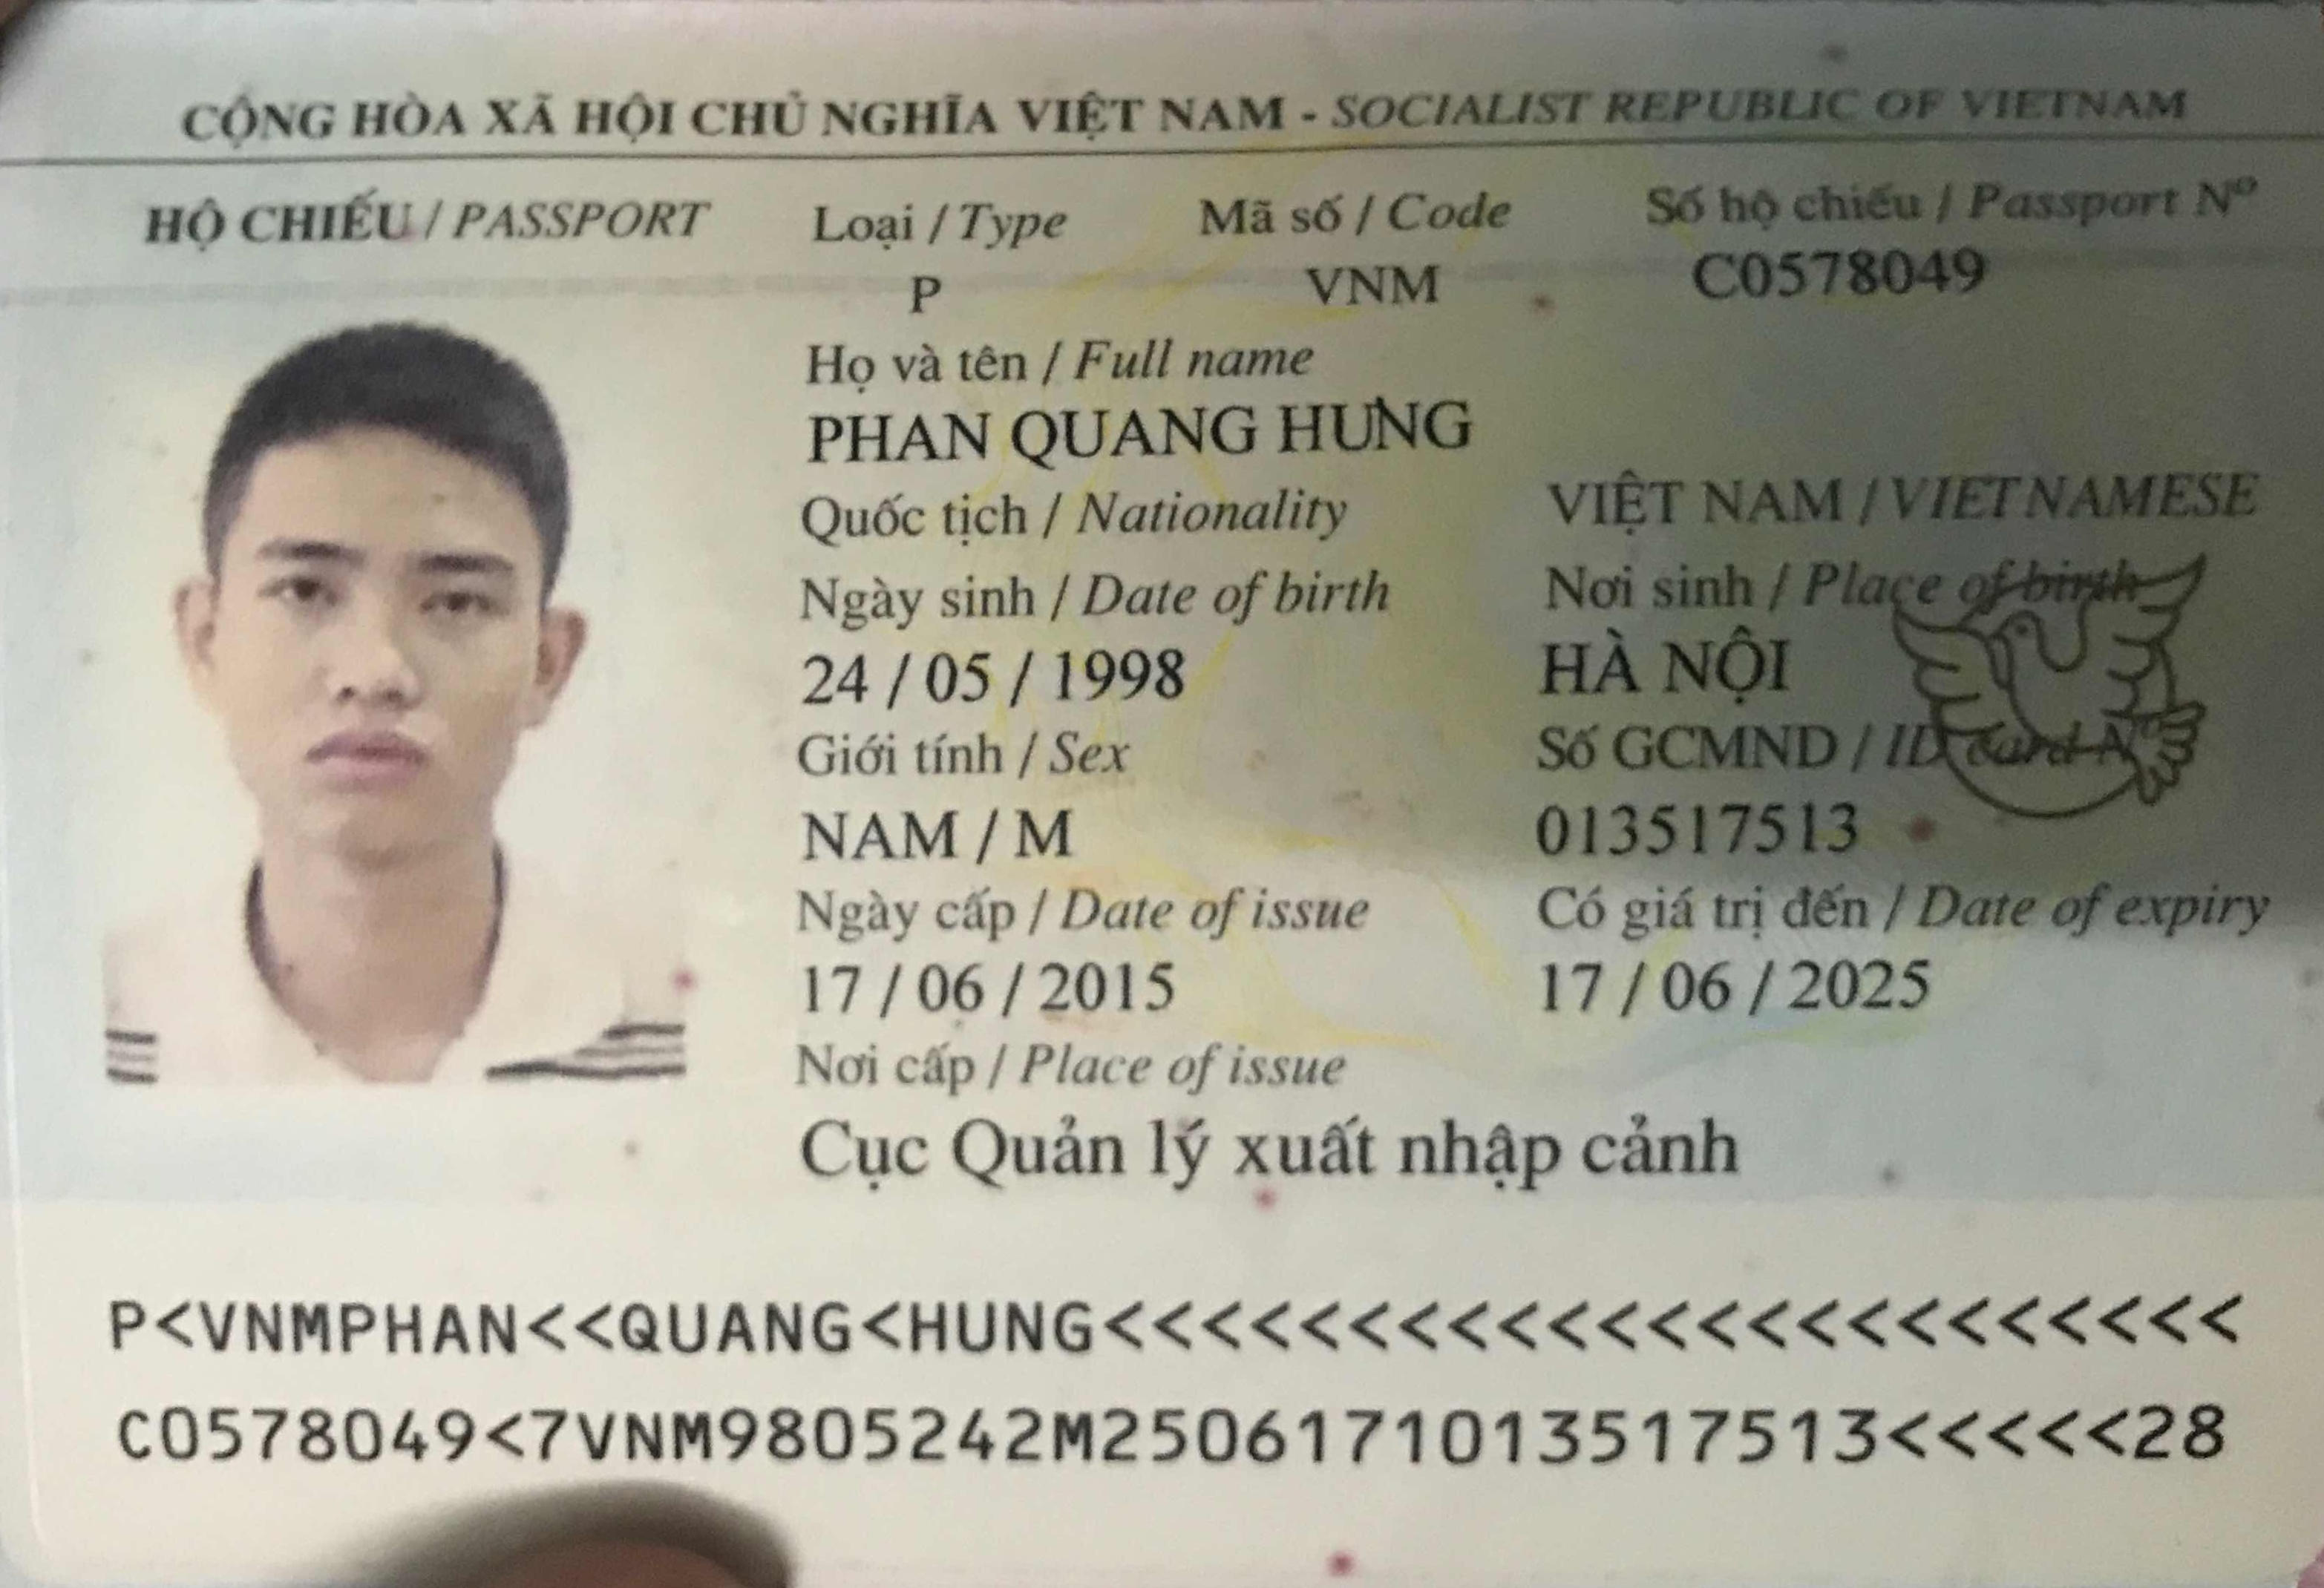 CỘNG HÒA XÃ HỘI CHỦ NGHĨA VIỆT NAM - SOCIALIST REPUBLIC OF VIETNAM
HỘ CHIẾU / PASSPORT Loại / Type Mã số / Code Số hộ chiếu / Passport Nº
P VNM C0578049
Họ và tên / Full name
PHAN QUANG HƯNG
Quốc tịch / Nationality VIỆT NAM / VIETNAMESE
Ngày sinh / Date of birth Nơi sinh / Place of birth
24 / 05 / 1998 HÀ NỘI
Giới tính / Sex Số GCMND / ID card Nº
NAM / M 013517513
Ngày cấp / Date of issue Có giá trị đến / Date of expiry
17 / 06 / 2015 17 / 06 / 2025
Nơi cấp / Place of issue
Cục Quản lý xuất nhập cảnh
P<VNMPHAN<<QUANG<HUNG<<<<<<<<<<<<<<<<<<<<<<<
C0578049<7VNM9805242M2506171013517513<<<<<28